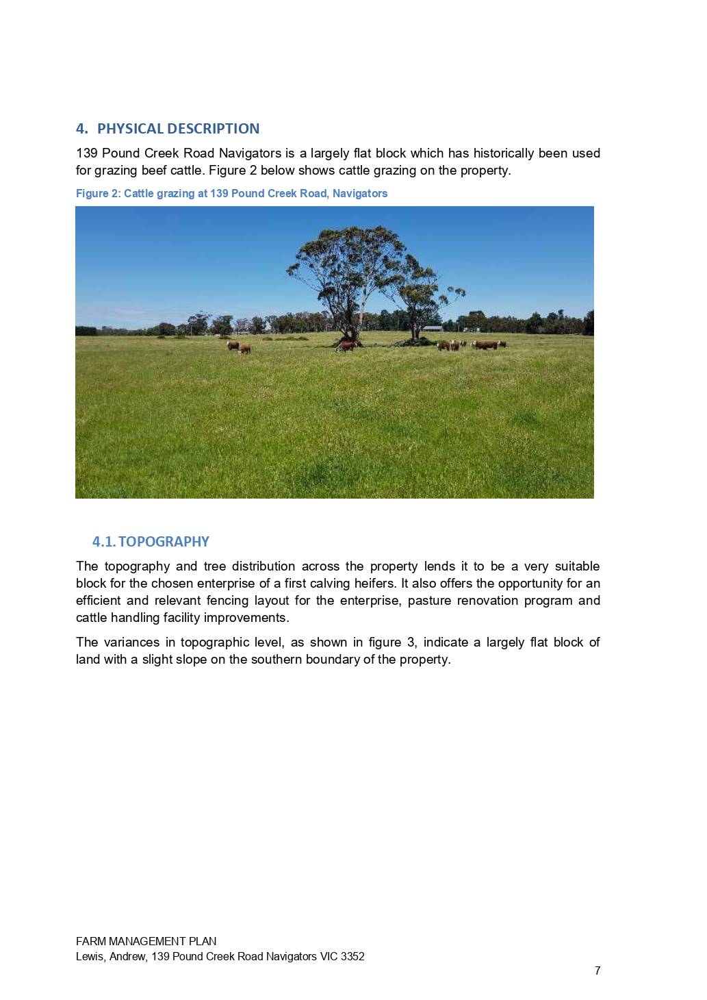 4. PHYSICAL DESCRIPTION
139 Pound Creek Road Navigators is a largely flat block which has historically been used
for grazing beef cattle. Figure 2 below shows cattle grazing on the property.
Figure 2: Cattle grazing at 139 Pound Creek Road, Navigators
4.1. TOPOGRAPHY
The topography and tree distribution across the property lends it to be a very suitable
block for the chosen enterprise of a first calving heifers. It also offers the opportunity for an
efficient and relevant fencing layout for the enterprise, pasture renovation program and
cattle handling facility improvements.
The variances in topographic level, as shown in figure 3, indicate a largely flat block of
land with a slight slope on the southern boundary of the property.
FARM MANAGEMENT PLAN
Lewis, Andrew, 139 Pound Creek Road Navigators VIC 3352
7